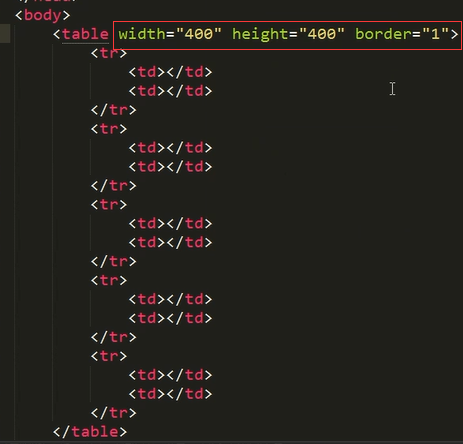 <body>
<table width="400" height="400" border="1">
<tr>
<td></td>
<td></td>
</tr>
<tr>
<td></td>
<td></td>
</tr>
<tr>
<td></td>
<td></td>
</tr>
<tr>
<td></td>
<td></td>
</tr>
<tr>
<td></td>
<td></td>
</tr>
</table>